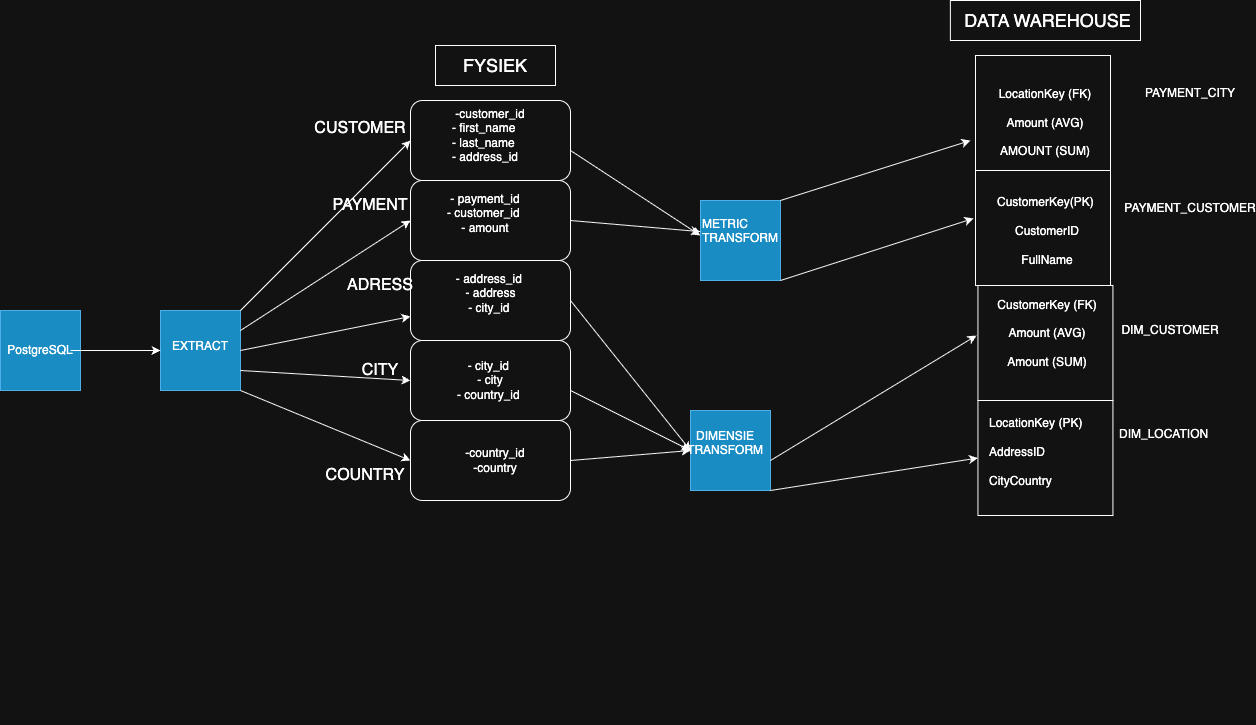 DATA WAREHOUSE
FYSIEK
PostgreSQL
EXTRACT
CUSTOMER
-customer_id
- first_name
- last_name
- address_id
PAYMENT
- payment_id
- customer_id
- amount
ADRESS
- address_id
- address
- city_id
CITY
- city_id
- city
- country_id
COUNTRY
-country_id
-country
METRIC
TRANSFORM
DIMENSIE
TRANSFORM
LocationKey (FK)
Amount (AVG)
AMOUNT (SUM)
PAYMENT_CITY
CustomerKey(PK)
CustomerID
FullName
PAYMENT_CUSTOMER
CustomerKey (FK)
Amount (AVG)
Amount (SUM)
DIM_CUSTOMER
LocationKey (PK)
AddressID
CityCountry
DIM_LOCATION